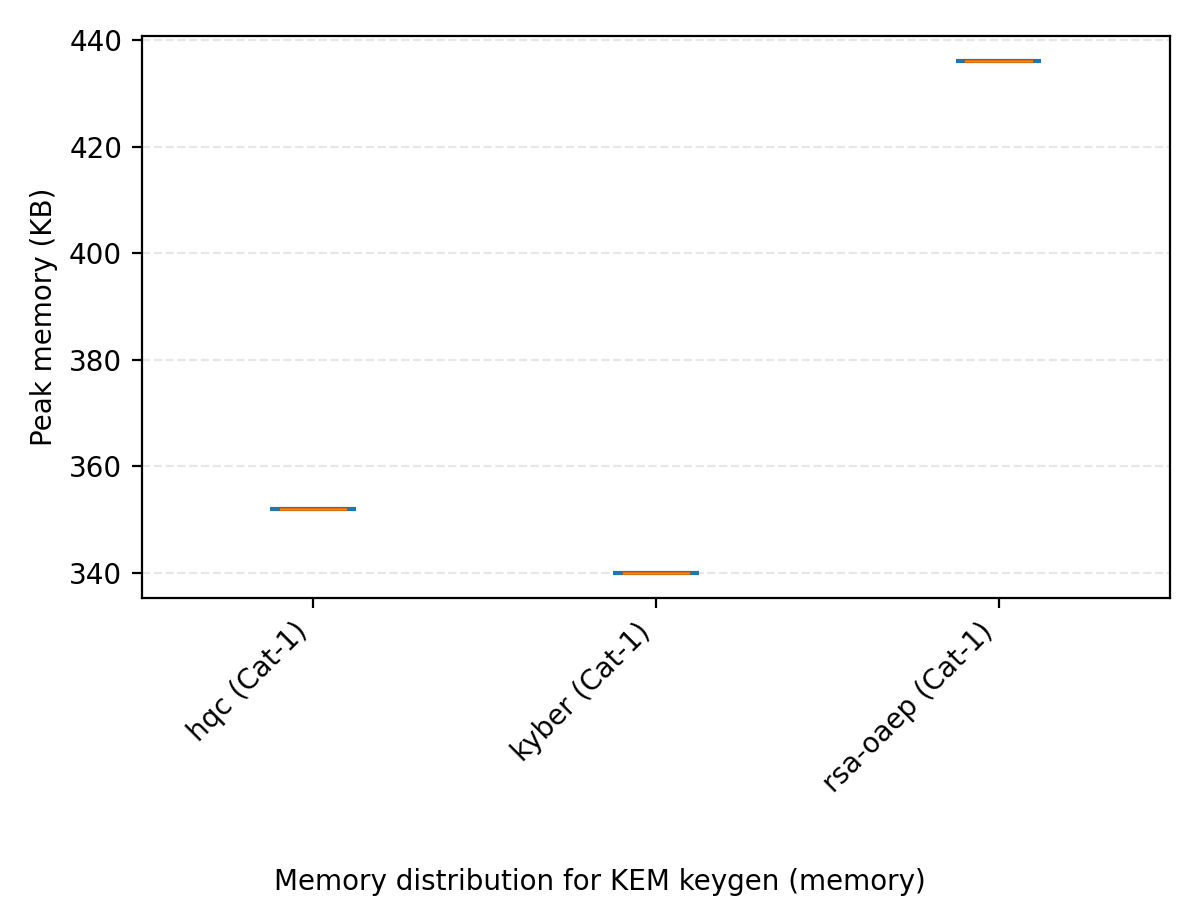 440
420
400
380
360
340
Peak memory (KB)
hqc (Cat-1)
kyber (Cat-1)
rsa-oaep (Cat-1)
Memory distribution for KEM keygen (memory)